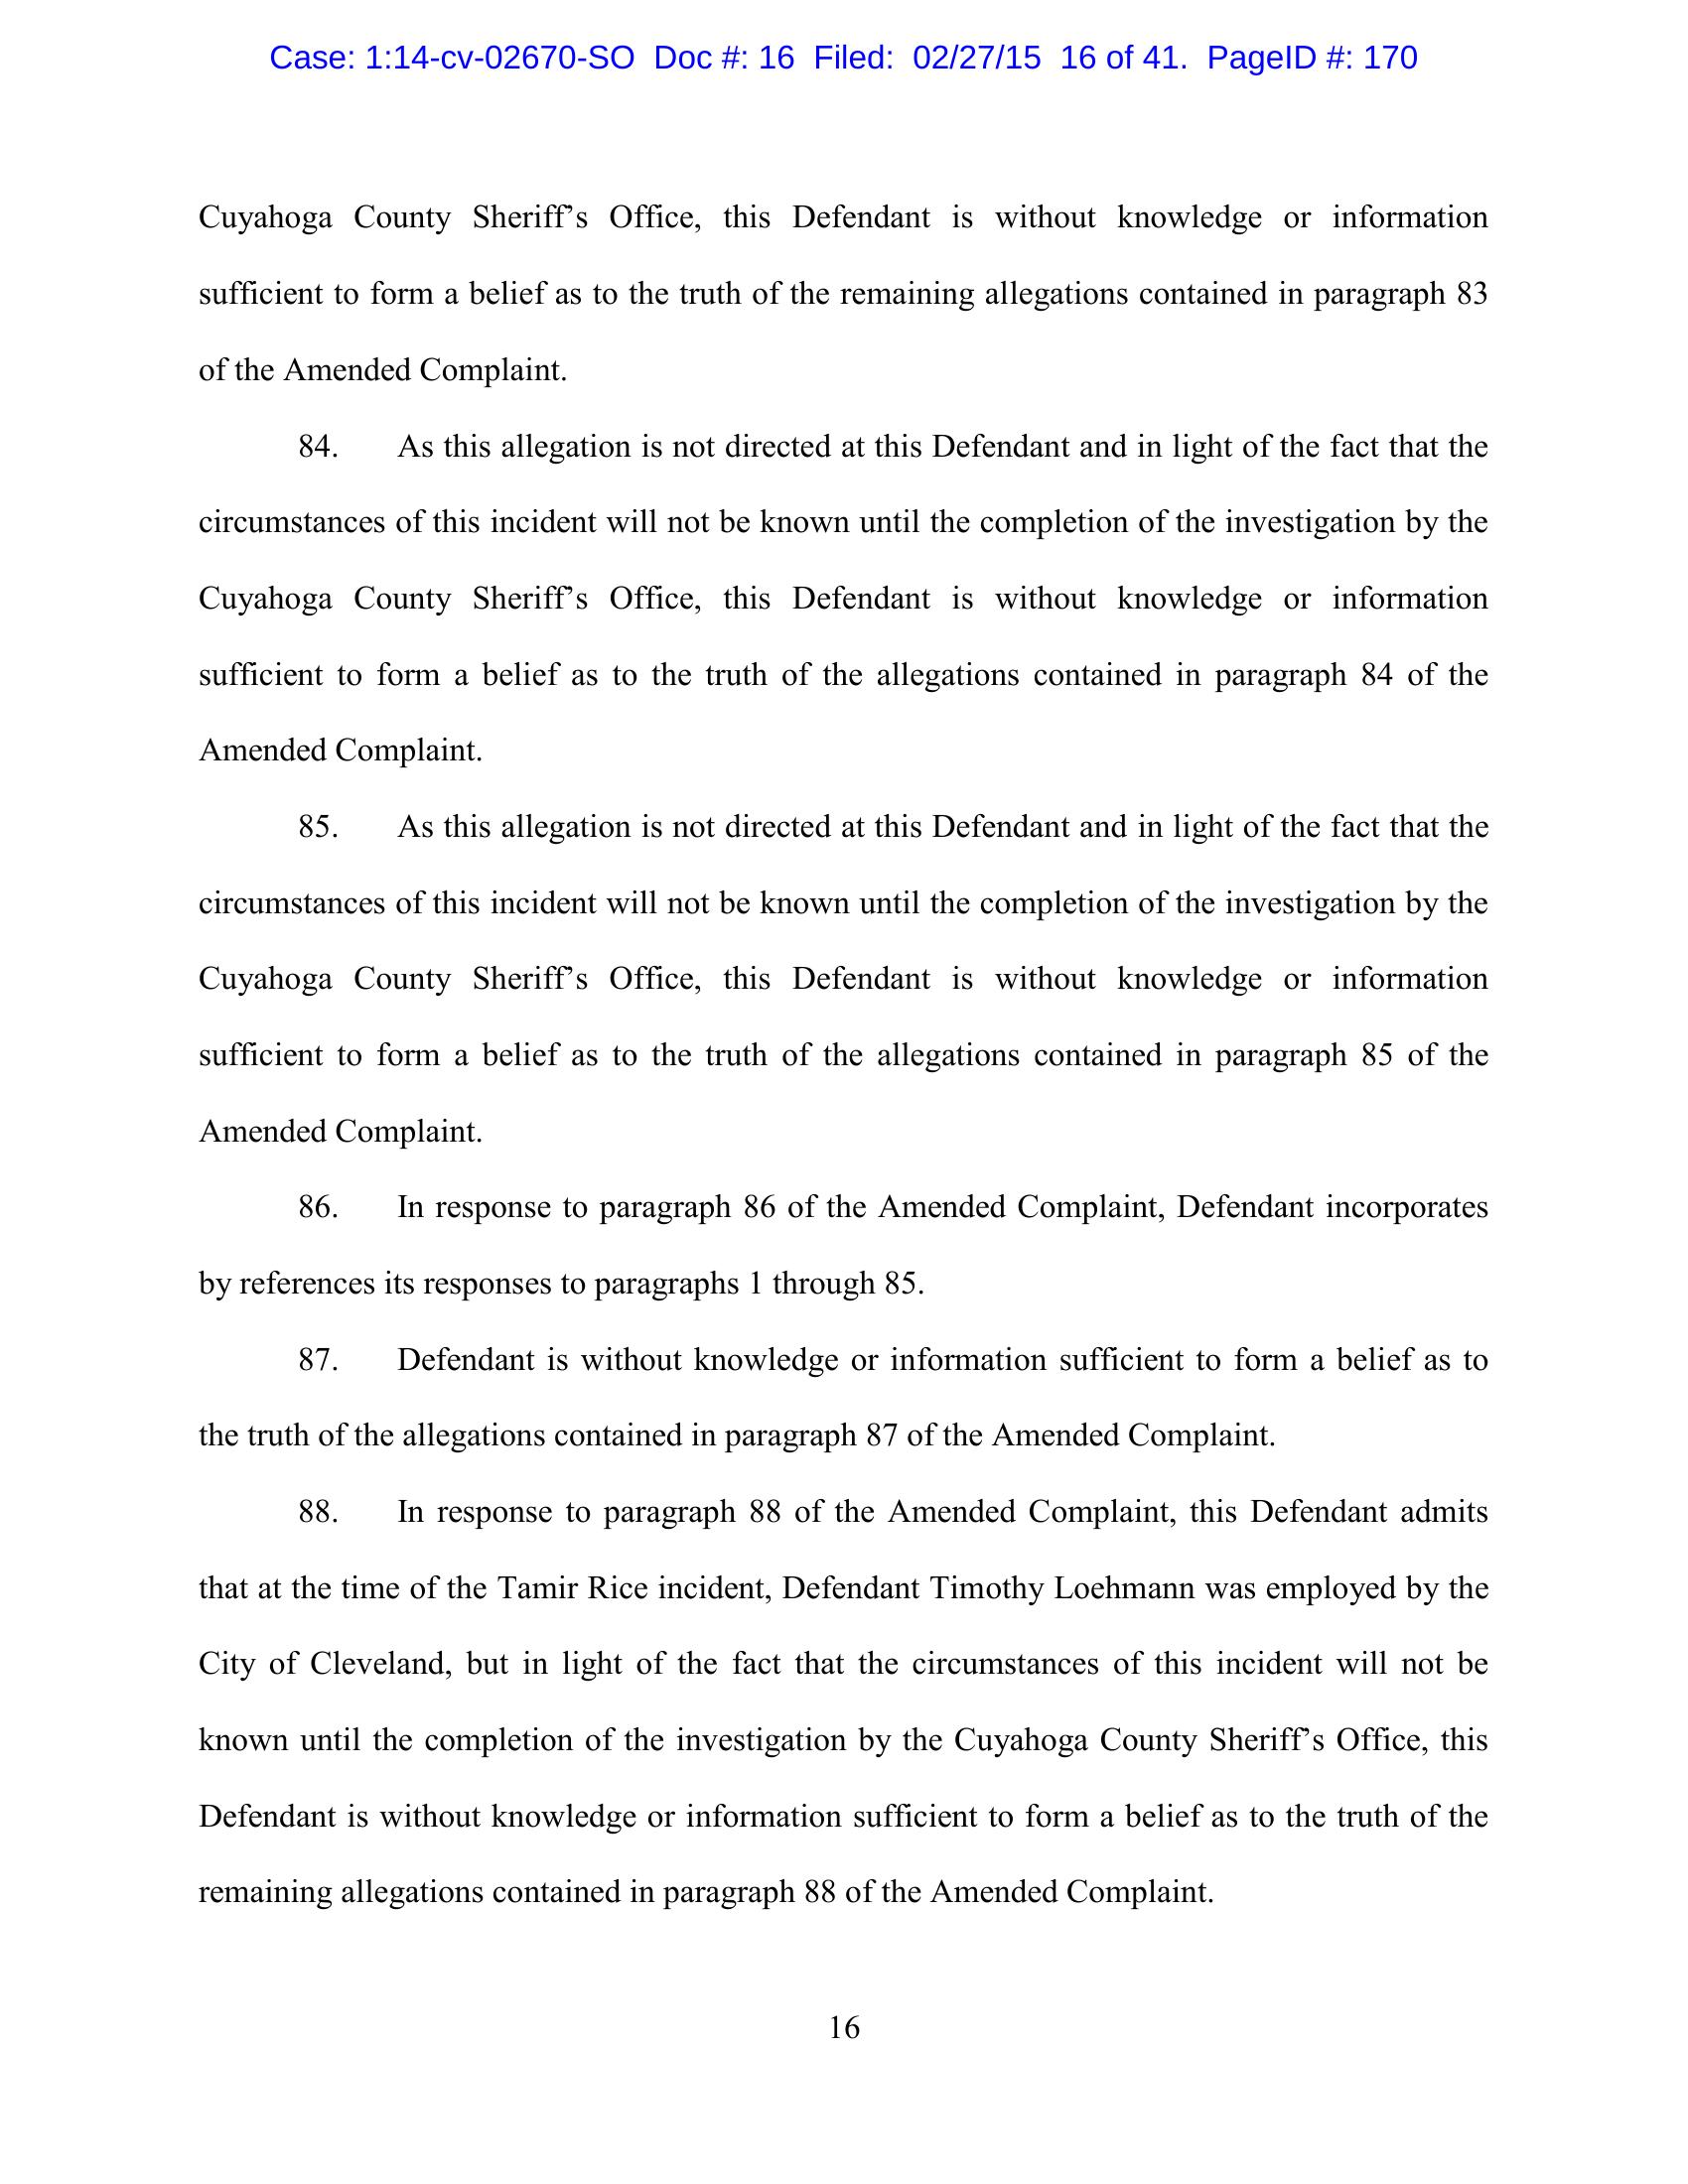 Case: 1:14-cv-02670-SO Doc #: 16 Filed: 02/27/15 16 of 41. PageID #: 170
Cuyahoga County Sheriff’s Office, this Defendant is without knowledge or information
sufficient to form a belief as to the truth of the remaining allegations contained in paragraph 83
of the Amended Complaint.
84. As this allegation is not directed at this Defendant and in light of the fact that the
circumstances of this incident will not be known until the completion of the investigation by the
Cuyahoga County Sheriff’s Office, this Defendant is without knowledge or information
sufficient to form a belief as to the truth of the allegations contained in paragraph 84 of the
Amended Complaint.
85. As this allegation is not directed at this Defendant and in light of the fact that the
circumstances of this incident will not be known until the completion of the investigation by the
Cuyahoga County Sheriff’s Office, this Defendant is without knowledge or information
sufficient to form a belief as to the truth of the allegations contained in paragraph 85 of the
Amended Complaint.
86. In response to paragraph 86 of the Amended Complaint, Defendant incorporates
by references its responses to paragraphs 1 through 85.
87. Defendant is without knowledge or information sufficient to form a belief as to
the truth of the allegations contained in paragraph 87 of the Amended Complaint.
88. In response to paragraph 88 of the Amended Complaint, this Defendant admits
that at the time of the Tamir Rice incident, Defendant Timothy Loehmann was employed by the
City of Cleveland, but in light of the fact that the circumstances of this incident will not be
known until the completion of the investigation by the Cuyahoga County Sheriff’s Office, this
Defendant is without knowledge or information sufficient to form a belief as to the truth of the
remaining allegations contained in paragraph 88 of the Amended Complaint.
16